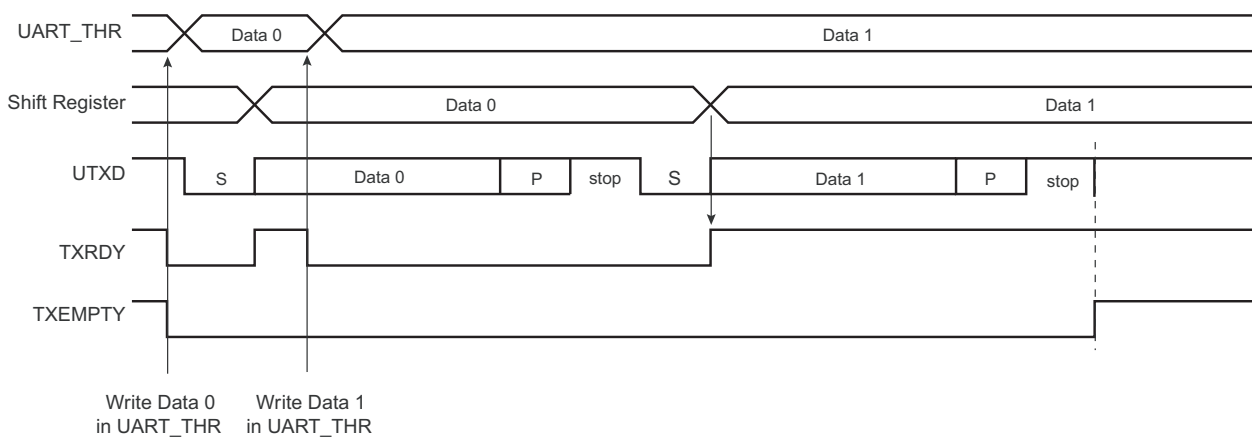 UART_THR
Data 0
Data 1
Shift Register
Data 0
Data 1
UTXD
S
Data 0
P
stop
S
Data 1
P
stop
TXRDY
TXEMPTY
Write Data 0
in UART_THR
Write Data 1
in UART_THR